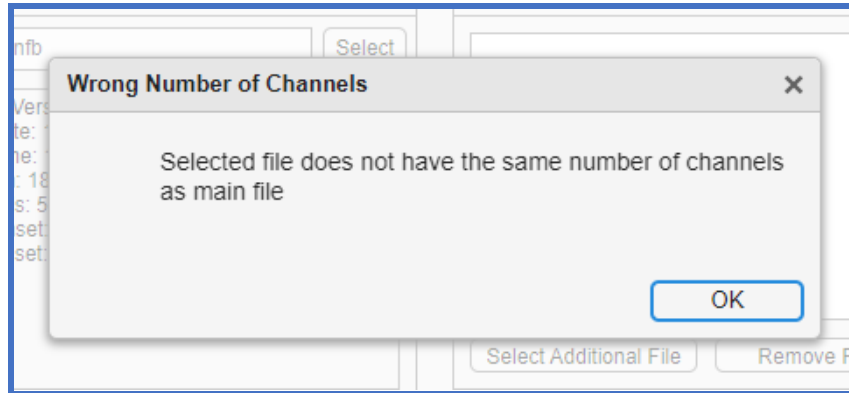 nfb
Select
Wrong Number of Channels
Selected file does not have the same number of channels
as main file
OK
Select Additional File
Remove